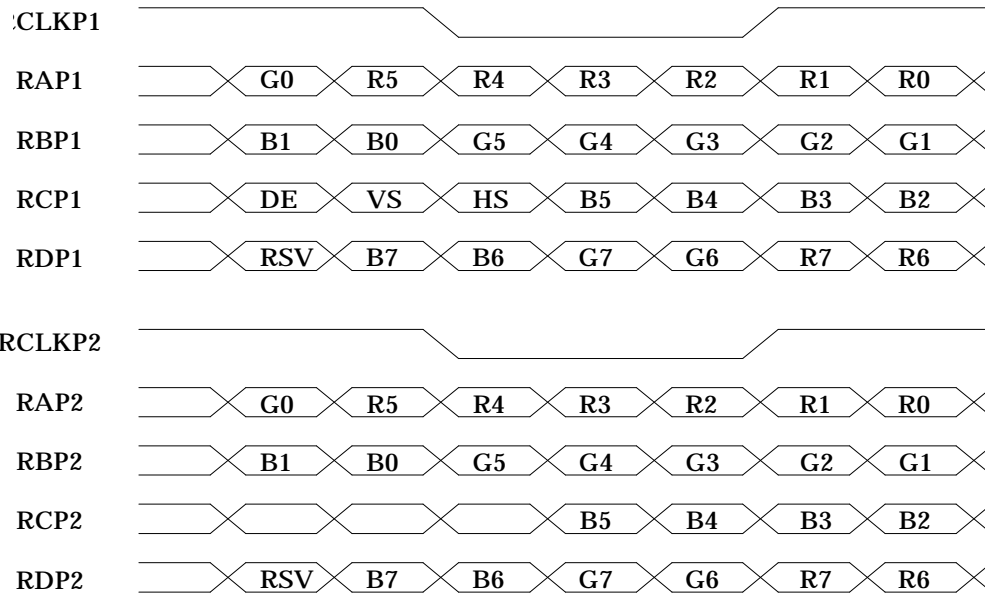 CLKP1
RAP1 G0 R5 R4 R3 R2 R1 R0
RBP1 B1 B0 G5 G4 G3 G2 G1
RCP1 DE VS HS B5 B4 B3 B2
RDP1 RSV B7 B6 G7 G6 R7 R6
RCLKP2
RAP2 G0 R5 R4 R3 R2 R1 R0
RBP2 B1 B0 G5 G4 G3 G2 G1
RCP2 B5 B4 B3 B2
RDP2 RSV B7 B6 G7 G6 R7 R6